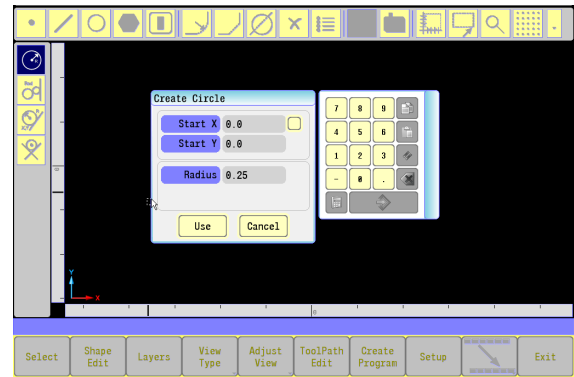 Create Circle
Start X 0.0
Start Y 0.0
Radius 0.25
Use Cancel
7 8 9
4 5 6
1 2 3
- 0 .
Y
X
Select
Shape Edit
Layers
View Type
Adjust View
ToolPath Edit
Create Program
Setup
Exit